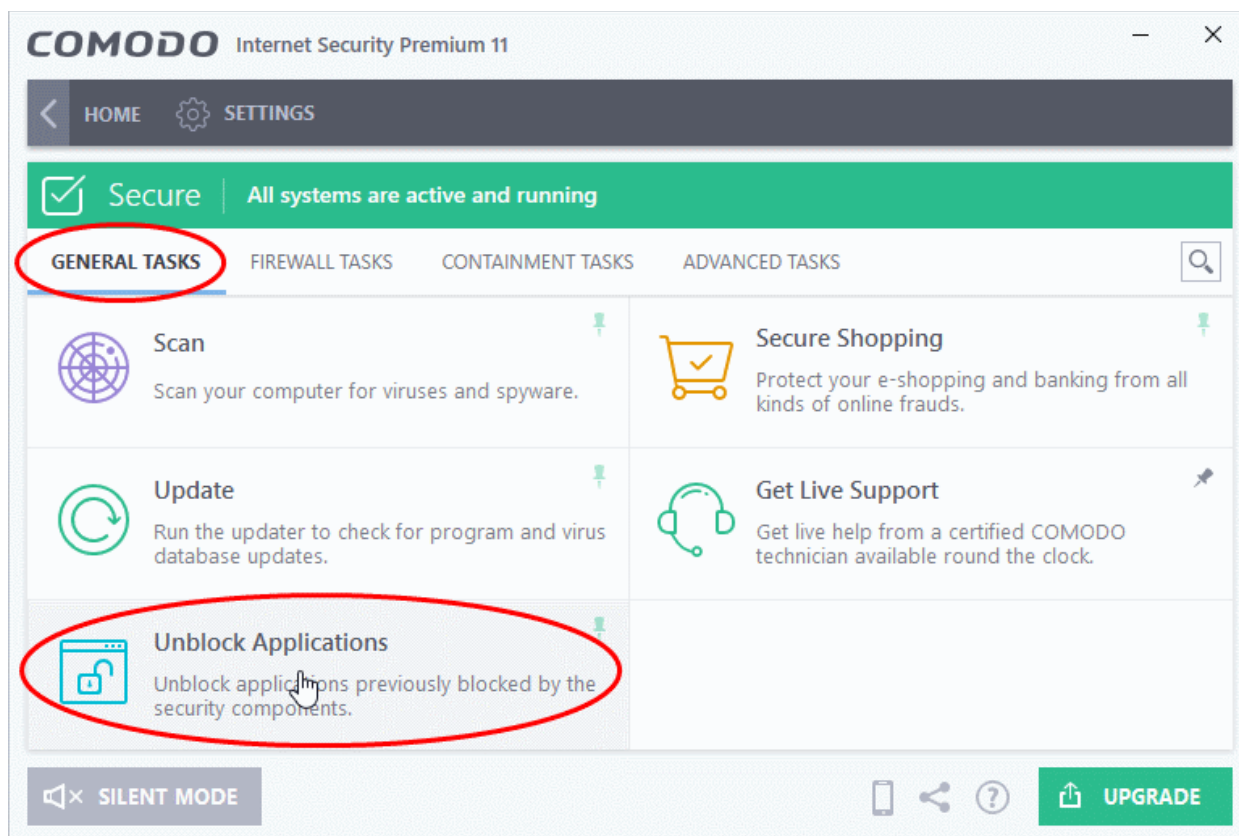 COMODO Internet Security Premium 11
HOME SETTINGS
Secure All systems are active and running
GENERAL TASKS FIREWALL TASKS CONTAINMENT TASKS ADVANCED TASKS
Scan
Scan your computer for viruses and spyware.
Secure Shopping
Protect your e-shopping and banking from all
kinds of online frauds.
Update
Run the updater to check for program and virus
database updates.
Get Live Support
Get live help from a certified COMODO
technician available round the clock.
Unblock Applications
Unblock applications previously blocked by the
security components.
SILENT MODE
UPGRADE